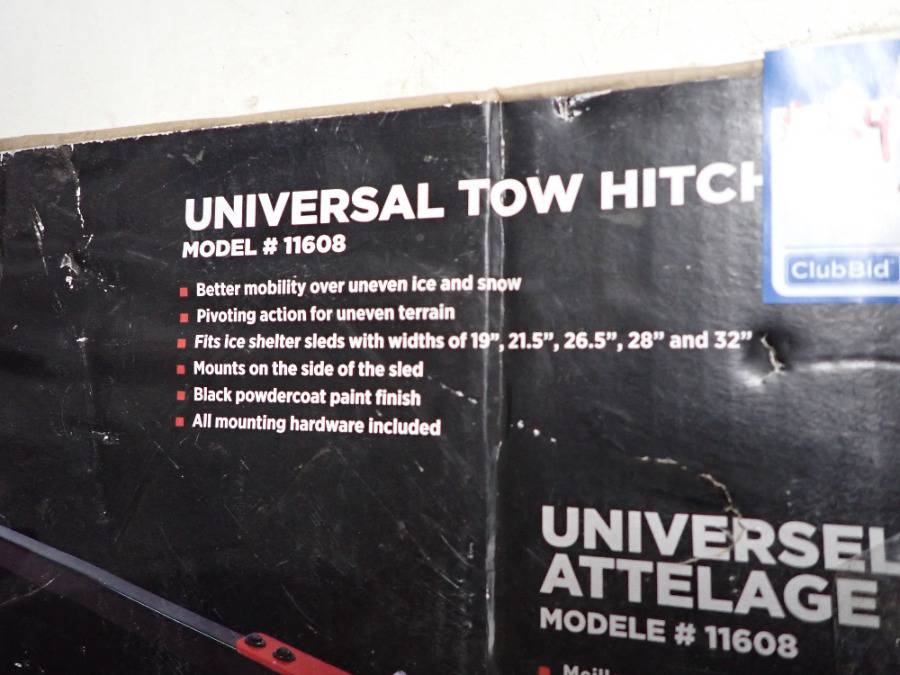 UNIVERSAL TOW HITCH
MODEL # 11608
Better mobility over uneven ice and snow
Pivoting action for uneven terrain
Fits ice shelter sleds with widths of 19”, 21.5”, 26.5”, 28” and 32”
Mounts on the side of the sled
Black powdercoat paint finish
All mounting hardware included
ClubBid
UNIVERSEL
ATTELAGE
MODELE # 11608